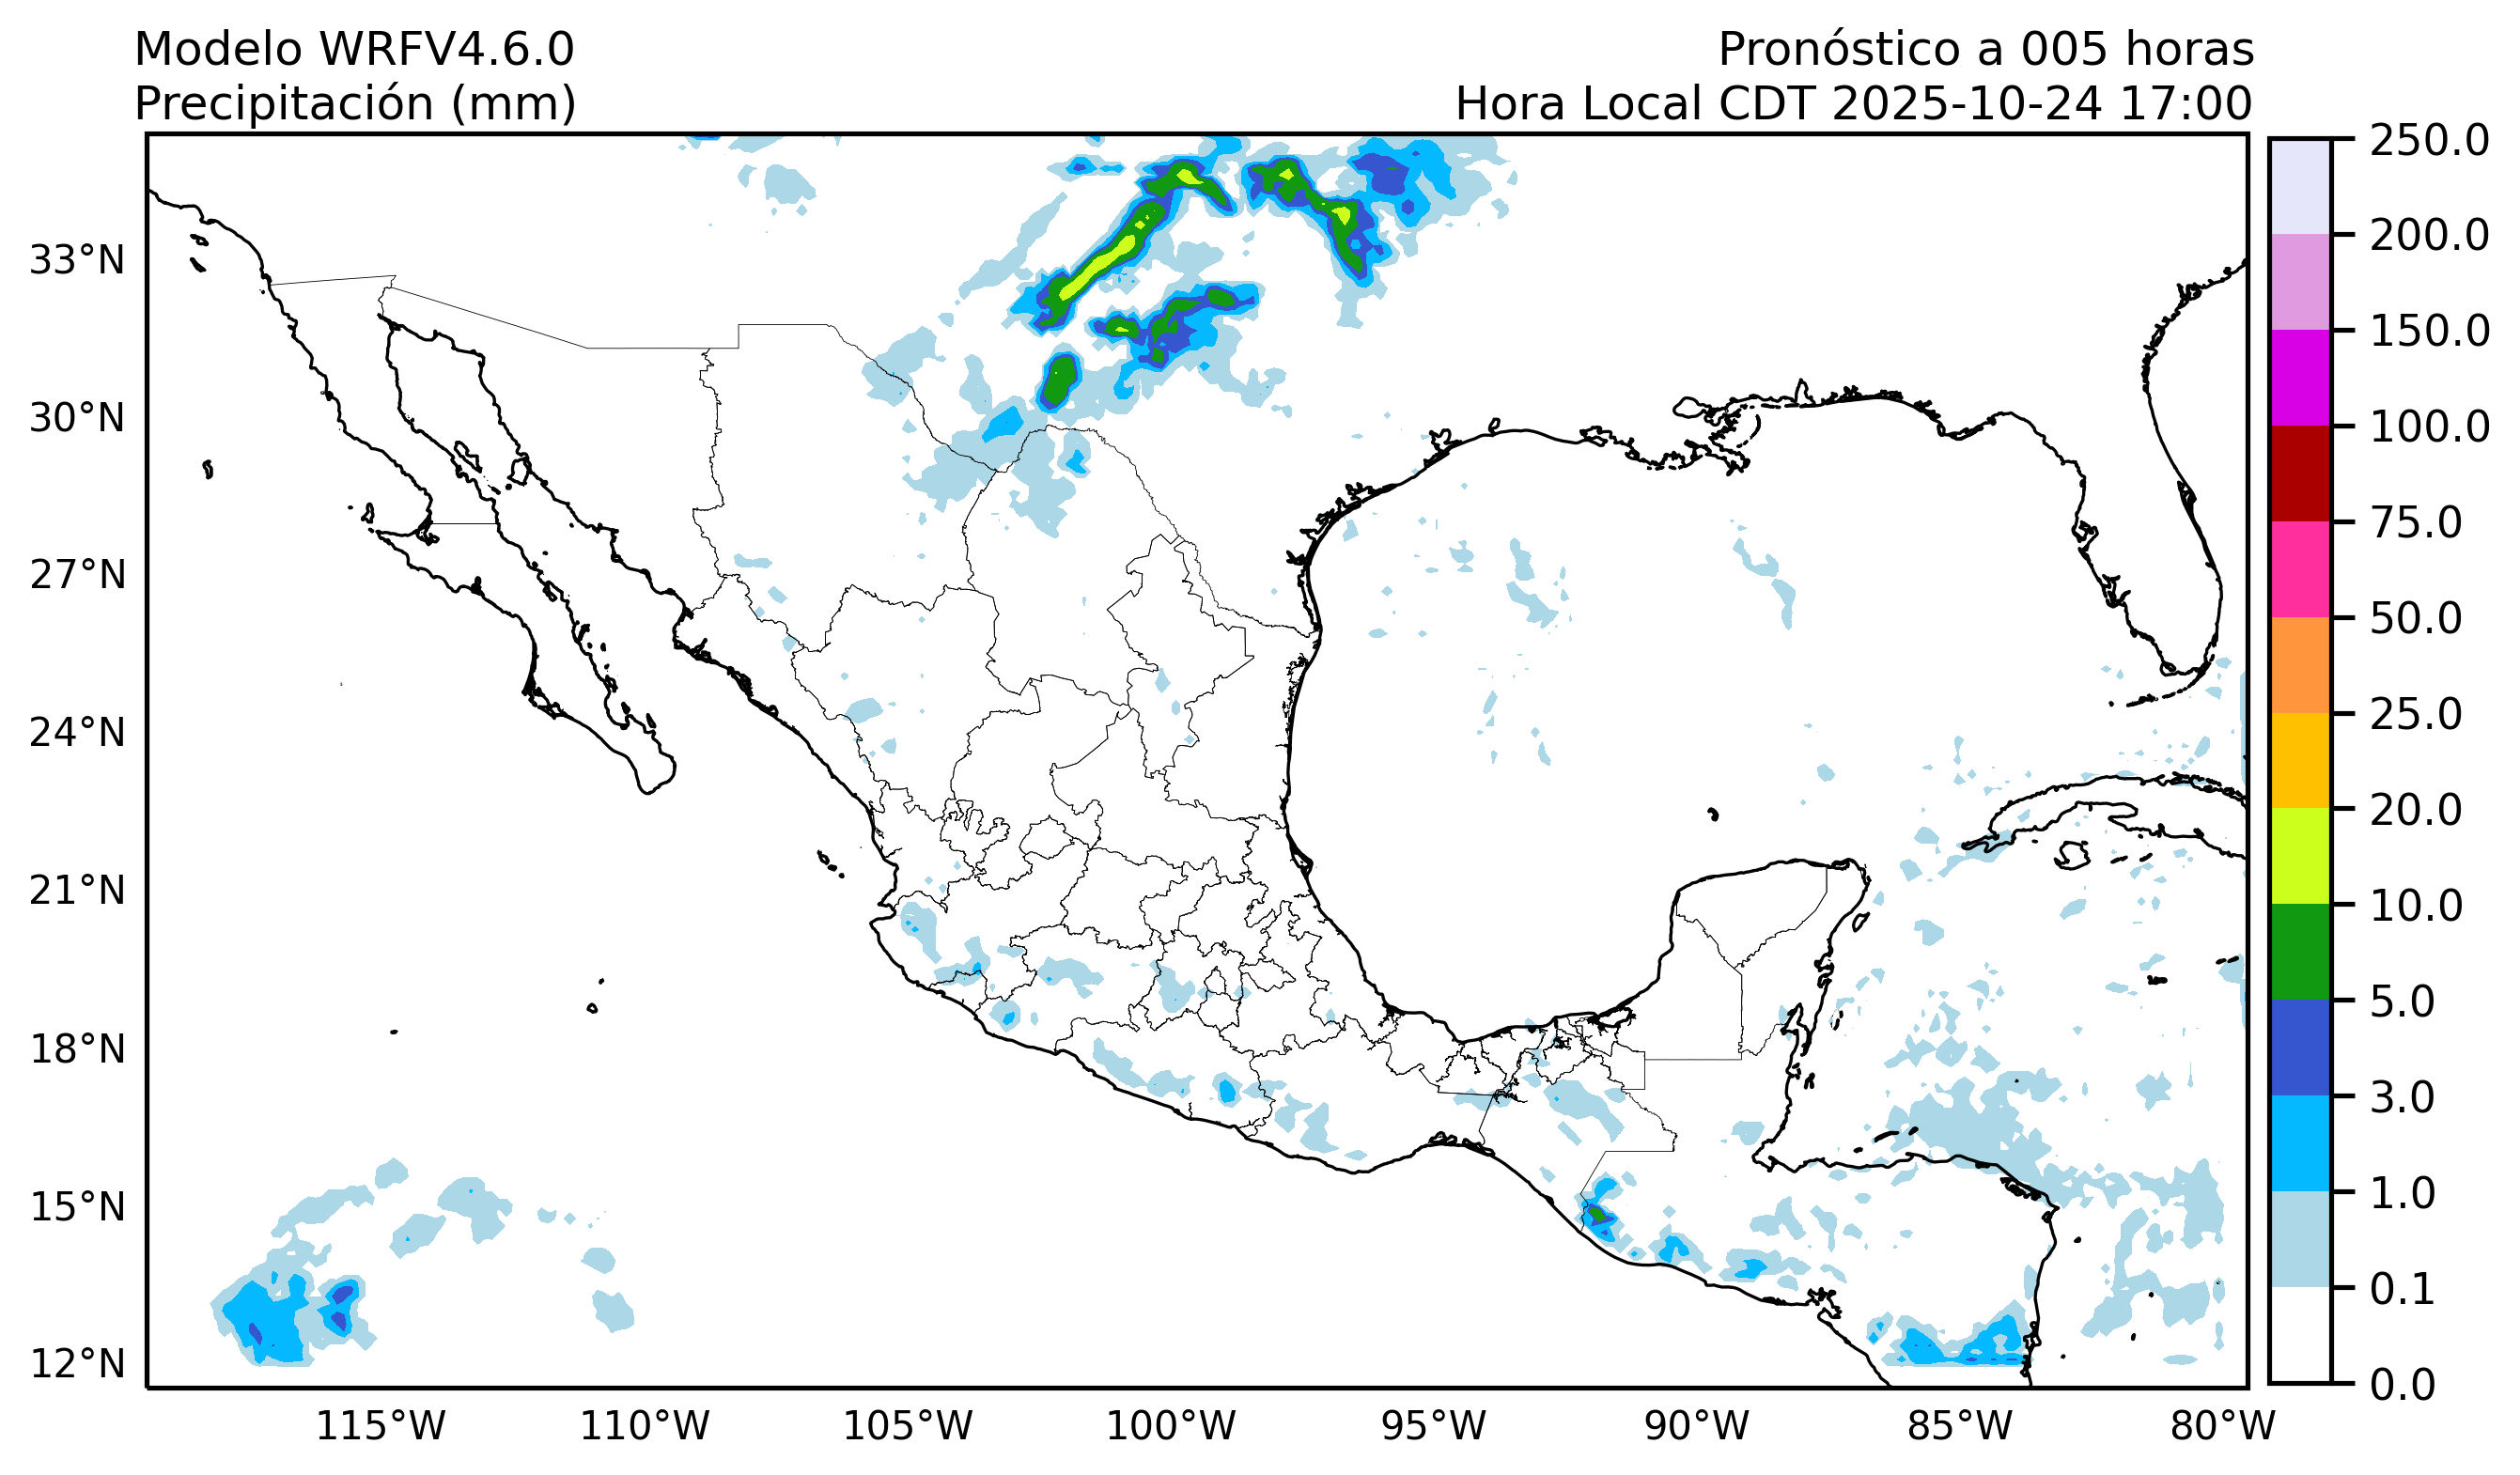 Modelo WRFV4.6.0
Precipitación (mm)
Pronóstico a 005 horas
Hora Local CDT 2025-10-24 17:00
33°N
30°N
27°N
24°N
21°N
18°N
15°N
12°N
115°W
110°W
105°W
100°W
95°W
90°W
85°W
80°W
250.0
200.0
150.0
100.0
75.0
50.0
25.0
20.0
10.0
5.0
3.0
1.0
0.1
0.0